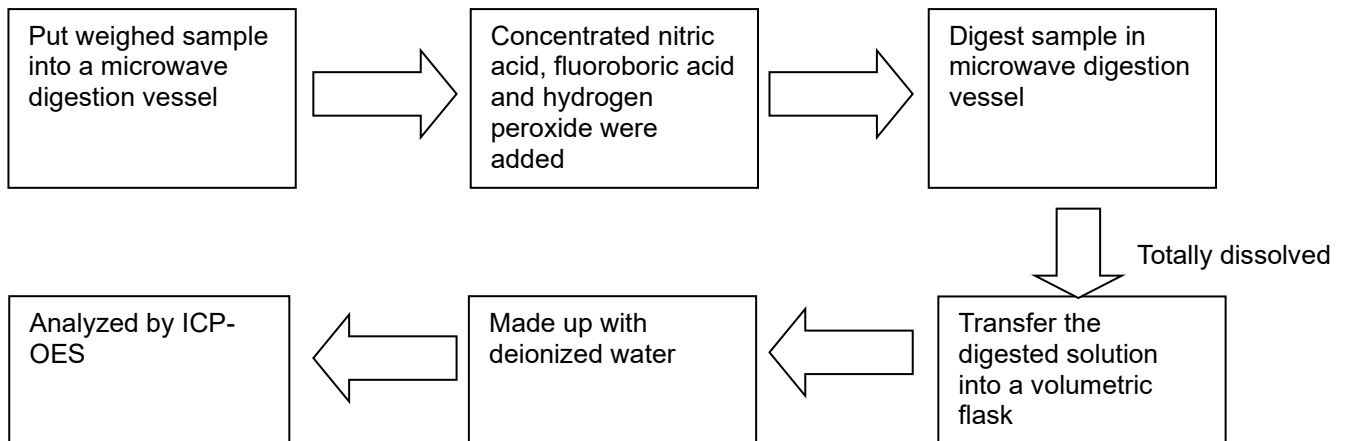 Put weighed sample
into a microwave
digestion vessel
Concentrated nitric
acid, fluoroboric acid
and hydrogen
peroxide were
added
Digest sample in
microwave digestion
vessel
Totally dissolved
Transfer the
digested solution
into a volumetric
flask
Made up with
deionized water
Analyzed by ICP-
OES